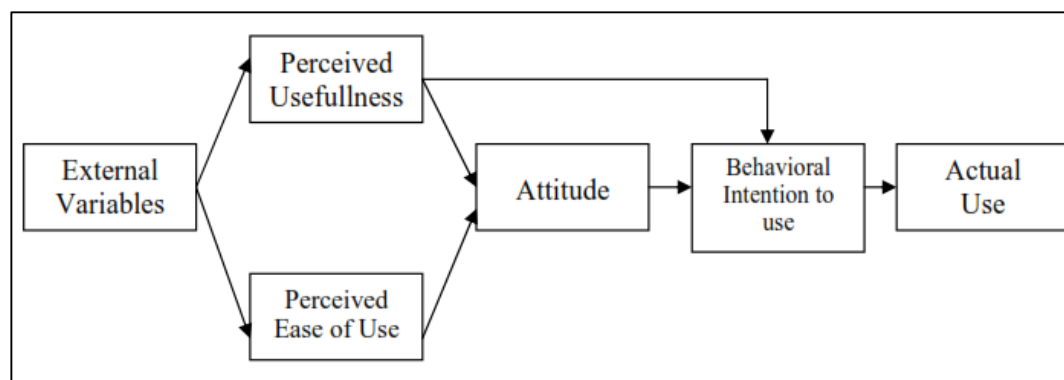 Perceived
Usefullness
External
Variables
Attitude
Behavioral
Intention to
use
Actual
Use
Perceived
Ease of Use